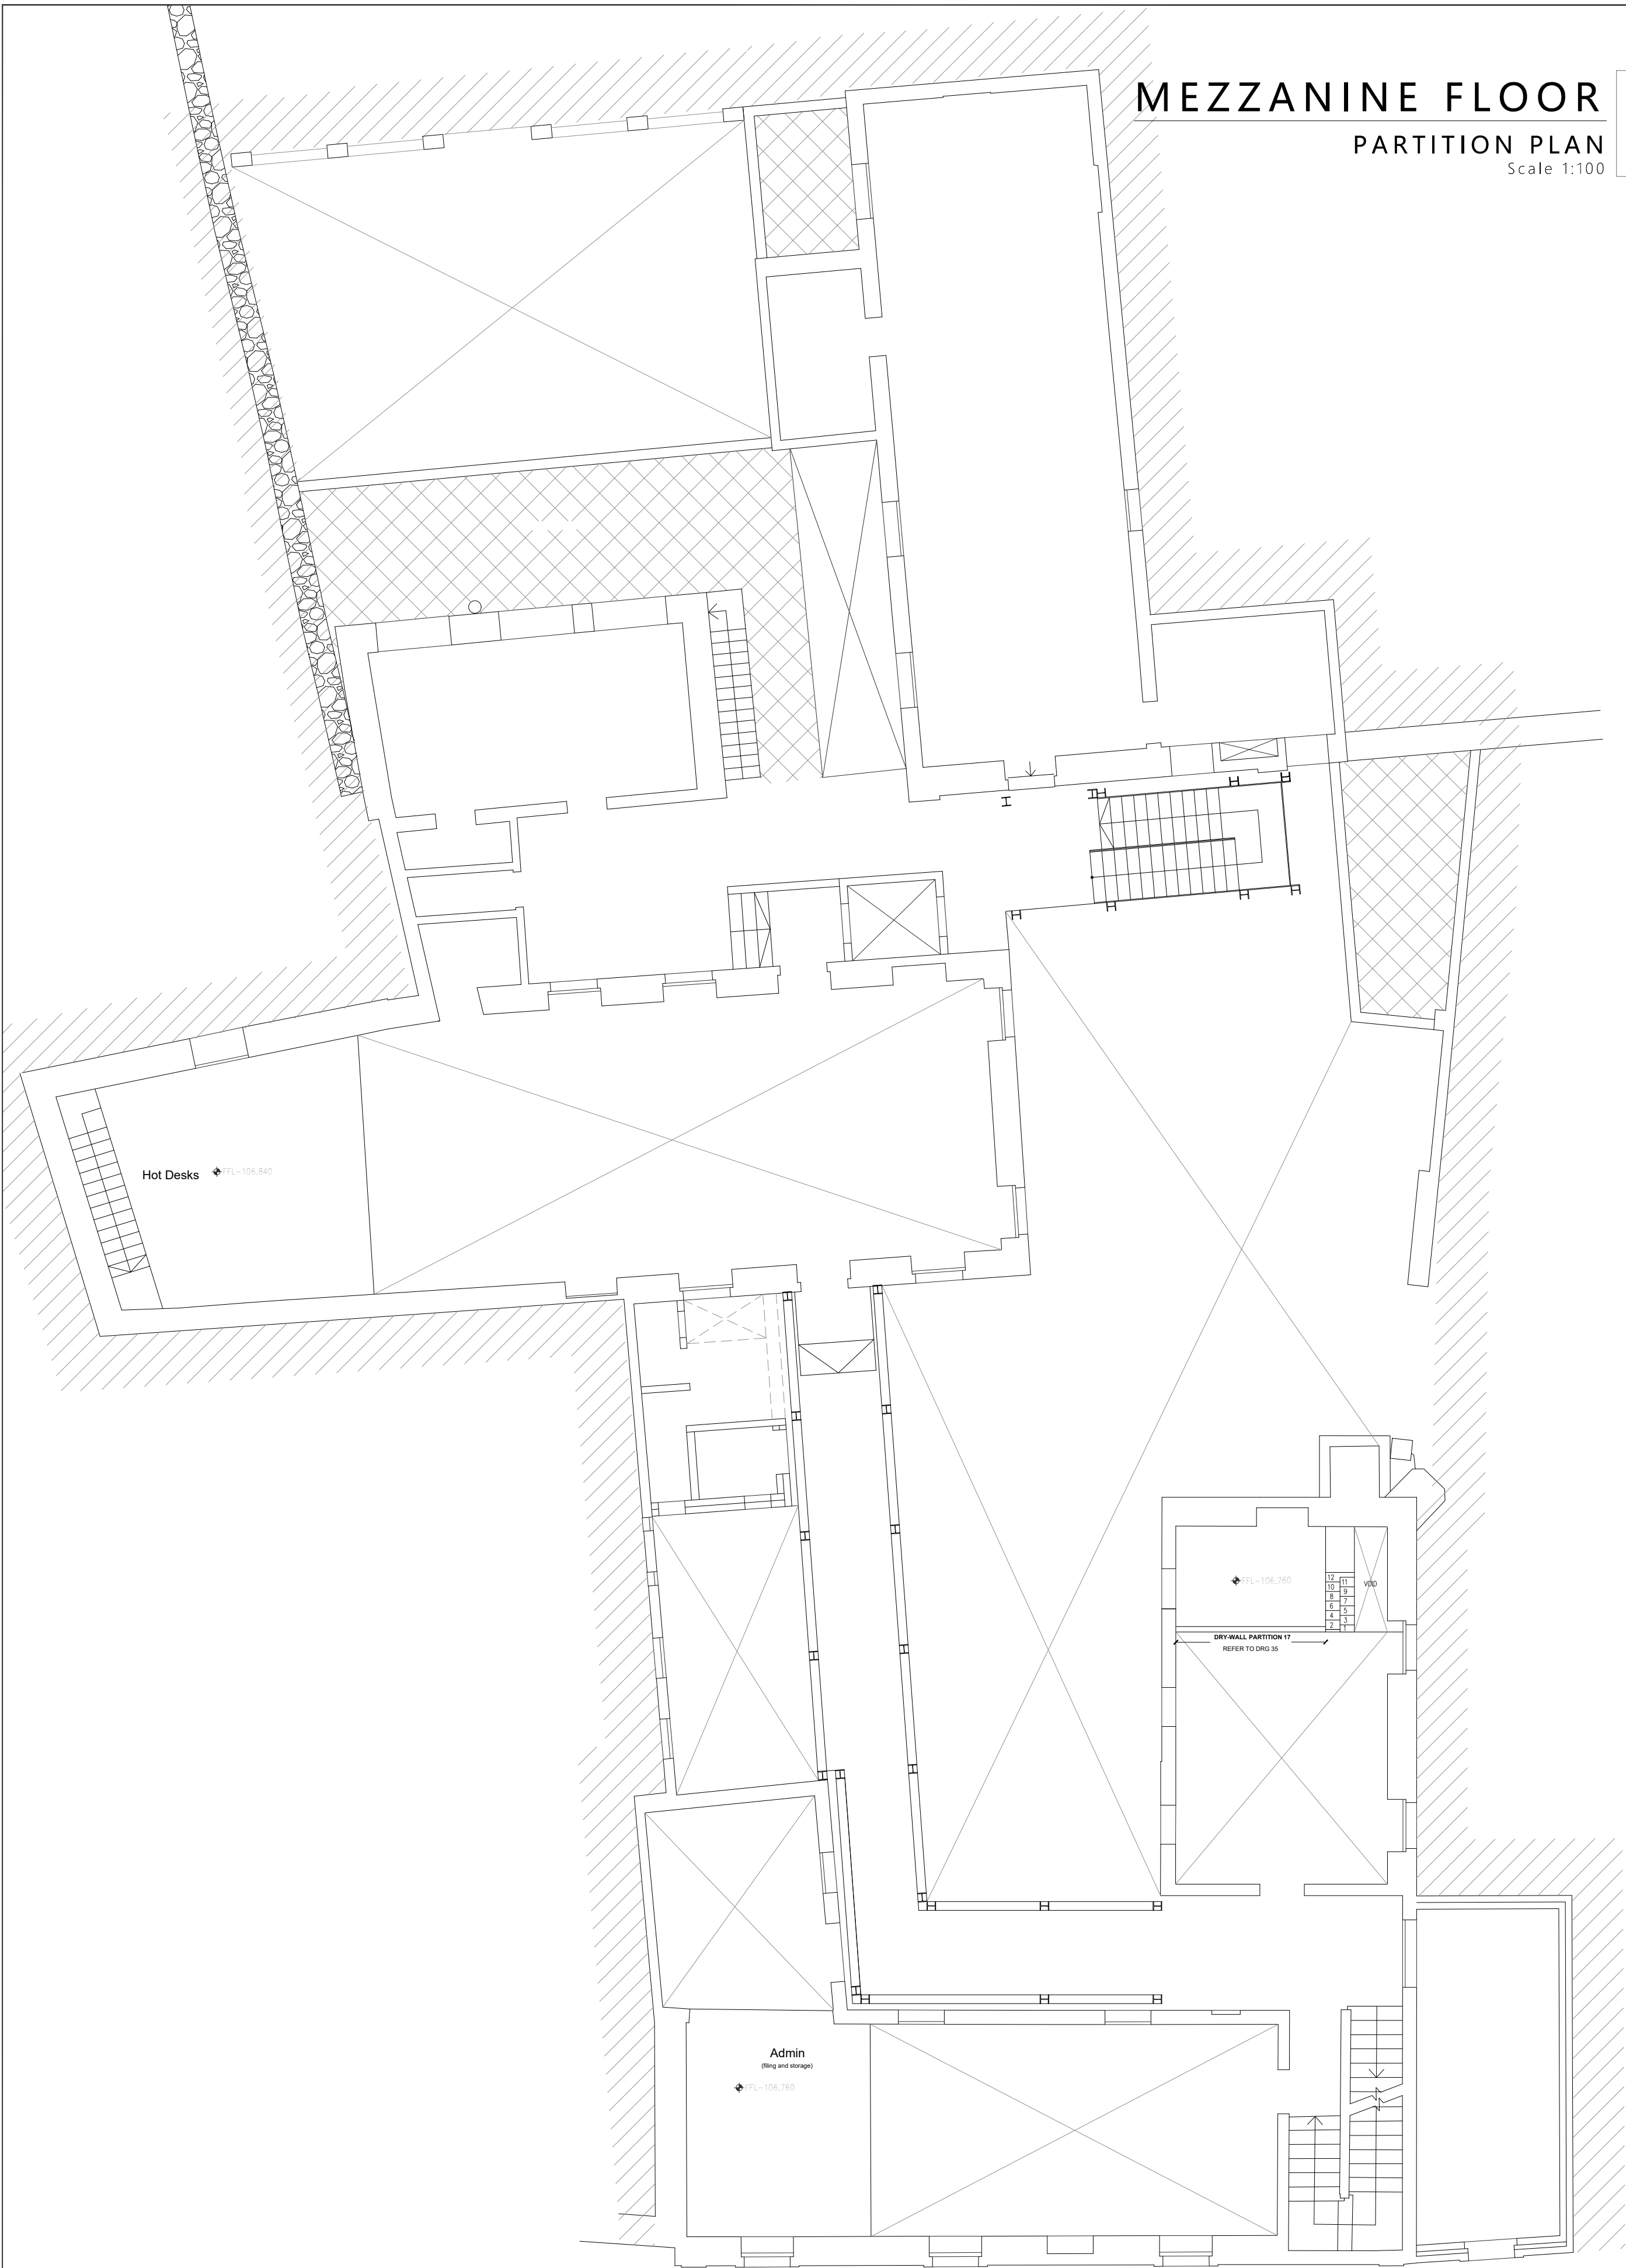 MEZZANINE FLOOR
PARTITION PLAN
Scale 1:100
Hot Desks
FFL-106,840
FFL-106,760
12
11
10
9
8
7
6
5
4
3
2
1
VOID
DRY-WALL PARTITION 17
REFER TO DRG 35
Admin
(filing and storage)
FFL-106,760